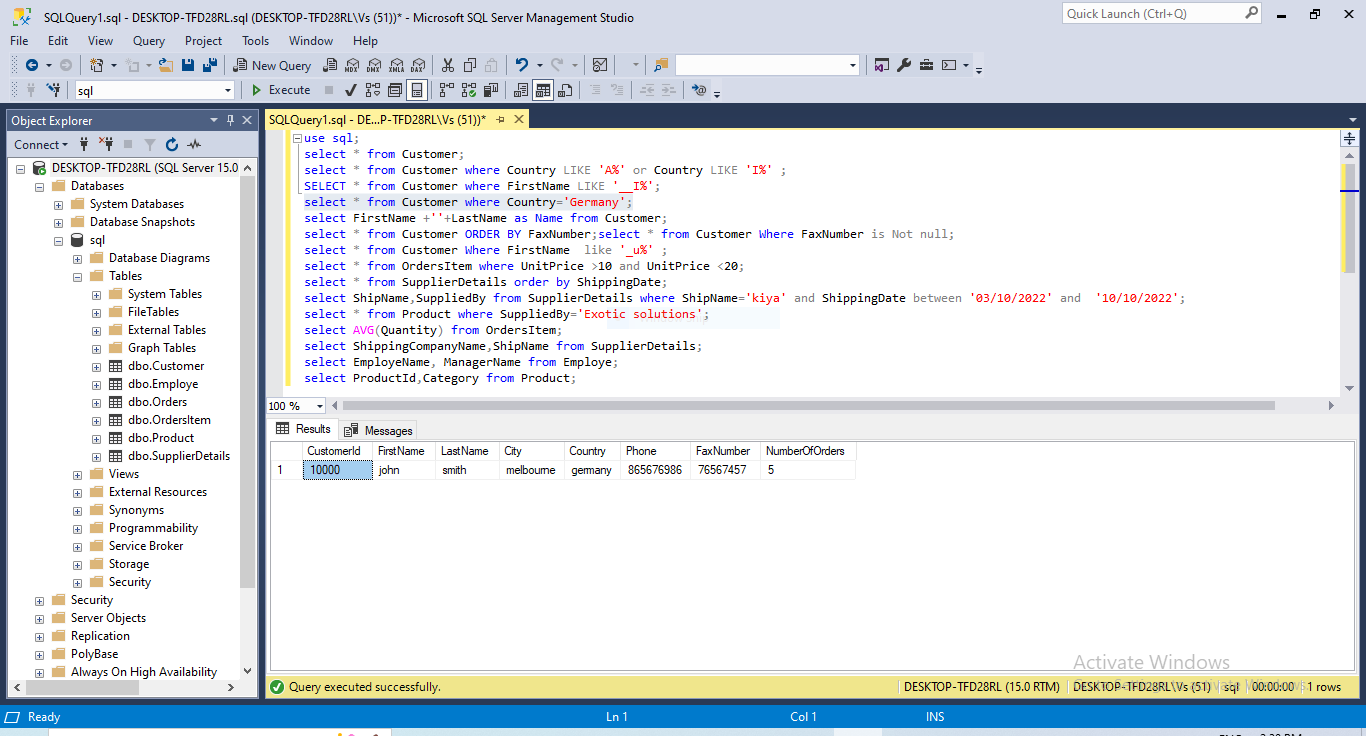 SQLQuery1.sql - DESKTOP-TFD28RL.sql (DESKTOP-TFD28RL\Vs (51))* - Microsoft SQL Server Management Studio
Quick Launch (Ctrl+Q)
File Edit View Query Project Tools Window Help
New Query MDX DMX XMLA DAX
sql Execute
Object Explorer
Connect
DESKTOP-TFD28RL (SQL Server 15.0
Databases
System Databases
Database Snapshots
sql
Database Diagrams
Tables
System Tables
FileTables
External Tables
Graph Tables
dbo.Customer
dbo.Employe
dbo.Orders
dbo.OrdersItem
dbo.Product
dbo.SupplierDetails
Views
External Resources
Synonyms
Programmability
Service Broker
Storage
Security
Security
Server Objects
Replication
PolyBase
Always On High Availability
SQLQuery1.sql - DE...P-TFD28RL\Vs (51))*
use sql;
select * from Customer;
select * from Customer where Country LIKE 'A%' or Country LIKE 'I%' ;
SELECT * from Customer where FirstName LIKE '__I%';
select * from Customer where Country='Germany';
select FirstName +''+LastName as Name from Customer;
select * from Customer ORDER BY FaxNumber;select * from Customer Where FaxNumber is Not null;
select * from Customer Where FirstName  like '_u%' ;
select * from OrdersItem where UnitPrice >10 and UnitPrice <20;
select * from SupplierDetails order by ShippingDate;
select ShipName,SuppliedBy from SupplierDetails where ShipName='kiya' and ShippingDate between '03/10/2022' and  '10/10/2022';
select * from Product where SuppliedBy='Exotic solutions';
select AVG(Quantity) from OrdersItem;
select ShippingCompanyName,ShipName from SupplierDetails;
select EmployeName, ManagerName from Employe;
select ProductId,Category from Product;
100 %
Results Messages
CustomerId FirstName LastName City Country Phone FaxNumber NumberOfOrders
1 10000 john smith melbourne germany 865676986 76567457 5
Activate Windows
Query executed successfully. DESKTOP-TFD28RL (15.0 RTM) DESKTOP-TFD28RL\Vs (51) sql 00:00:00 1 rows
Ready Ln 1 Col 1 INS